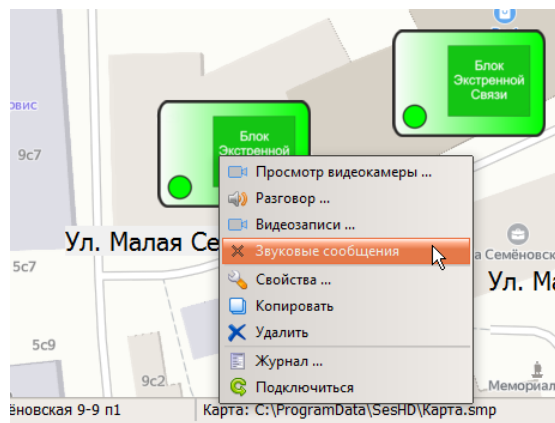 Блок
Экстренной
Связи
Блок
Экстренной
9с7
Просмотр видеокамеры ...
Разговор ...
Видеозаписи ...
Ул. Малая Се
Звуковые сообщения
а Семёновск
5с7
Свойства ...
Ул. Ма
Копировать
Удалить
5с9
Журнал ...
9с2
Подключиться
Мемориал
ёновская 9-9 п1
Карта: C:\ProgramData\SesHD\Карта.smp